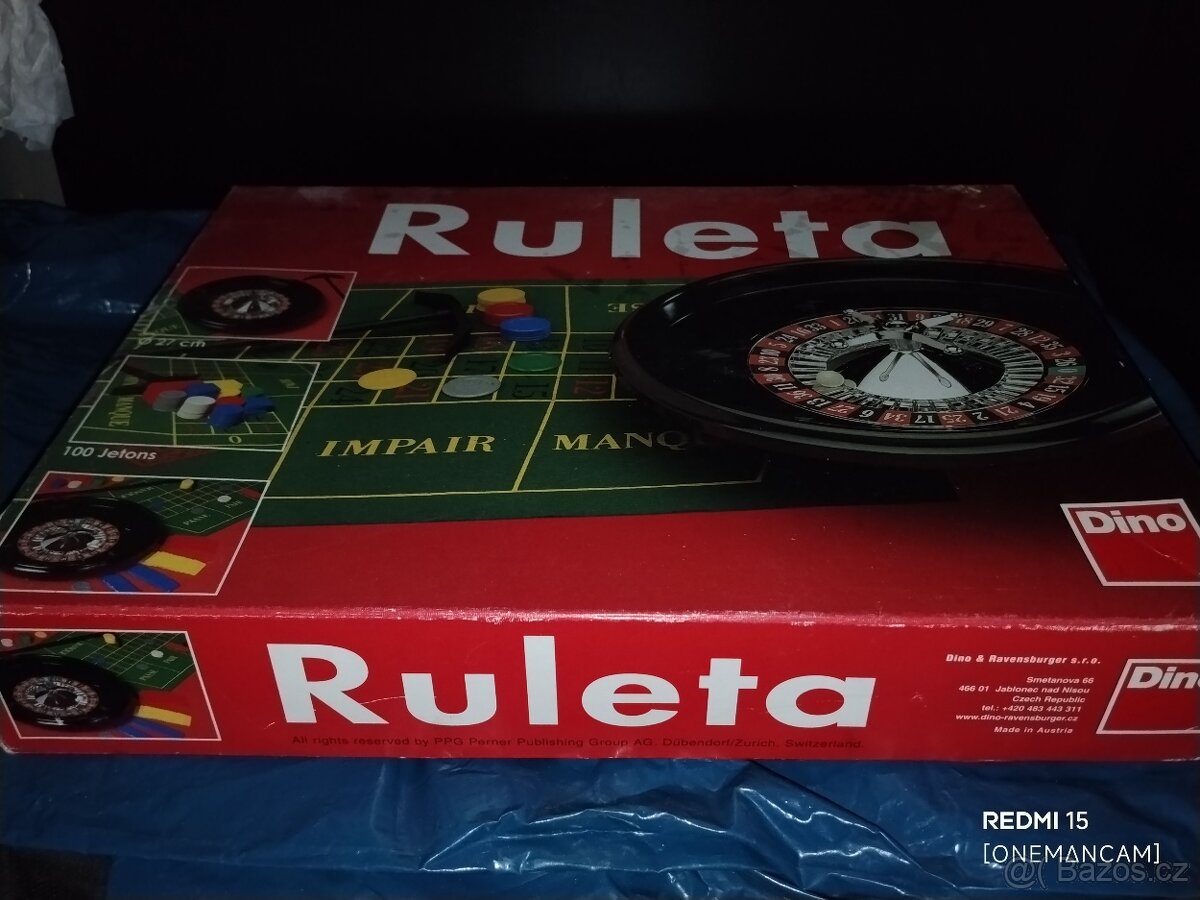 Ruleta
Ø 27 cm
100 Jetons
IMPAIR
MANQ
Dino
Ruleta
All rights reserved by PPG Perner Publishing Group AG. Dübendorf/Zurich. Switzerland.
Dino & Ravensburger s.r.o.
Smetanova 66
466 01 Jablonec nad Nisou
Czech Republic
tel.: +420 483 443 311
www.dino-ravensburger.cz
Made in Austria
Dino
REDMI 15
[ONEMANCAM]
Bazos.cz